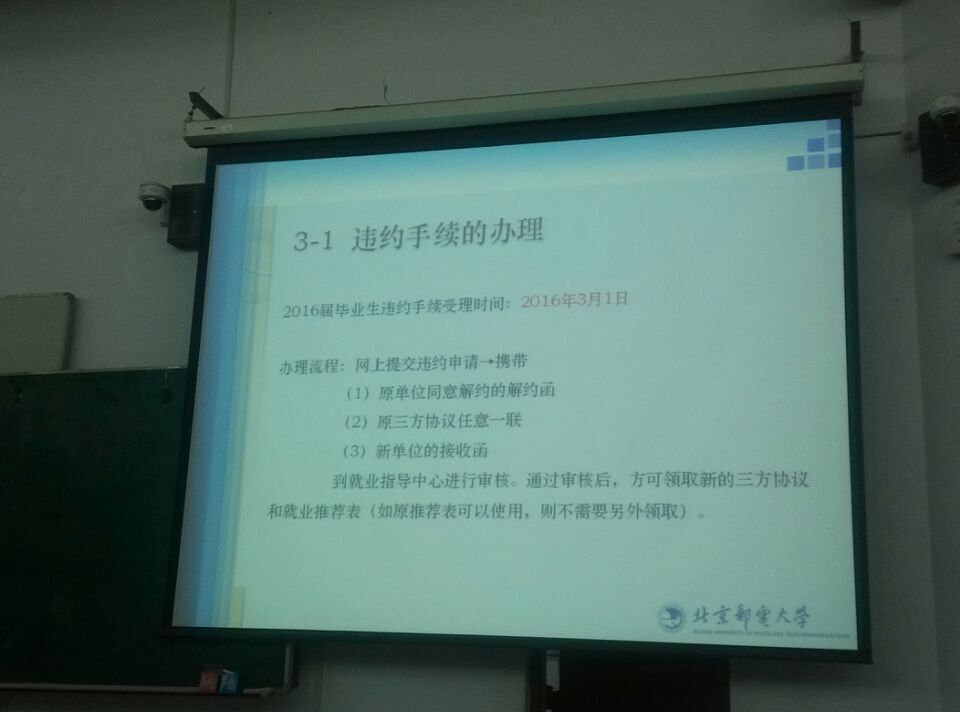 3-1 违约手续的办理
2016届毕业生违约手续受理时间：2016年3月1日
办理流程：网上提交违约申请→携带
（1）原单位同意解约的解约函
（2）原三方协议任意一联
（3）新单位的接收函
到就业指导中心进行审核。通过审核后，方可领取新的三方协议
和就业推荐表（如原推荐表可以使用，则不需要另外领取）。
北京郵電大学
BEIJING UNIVERSITY OF POSTS AND TELECOMMUNICATIONS